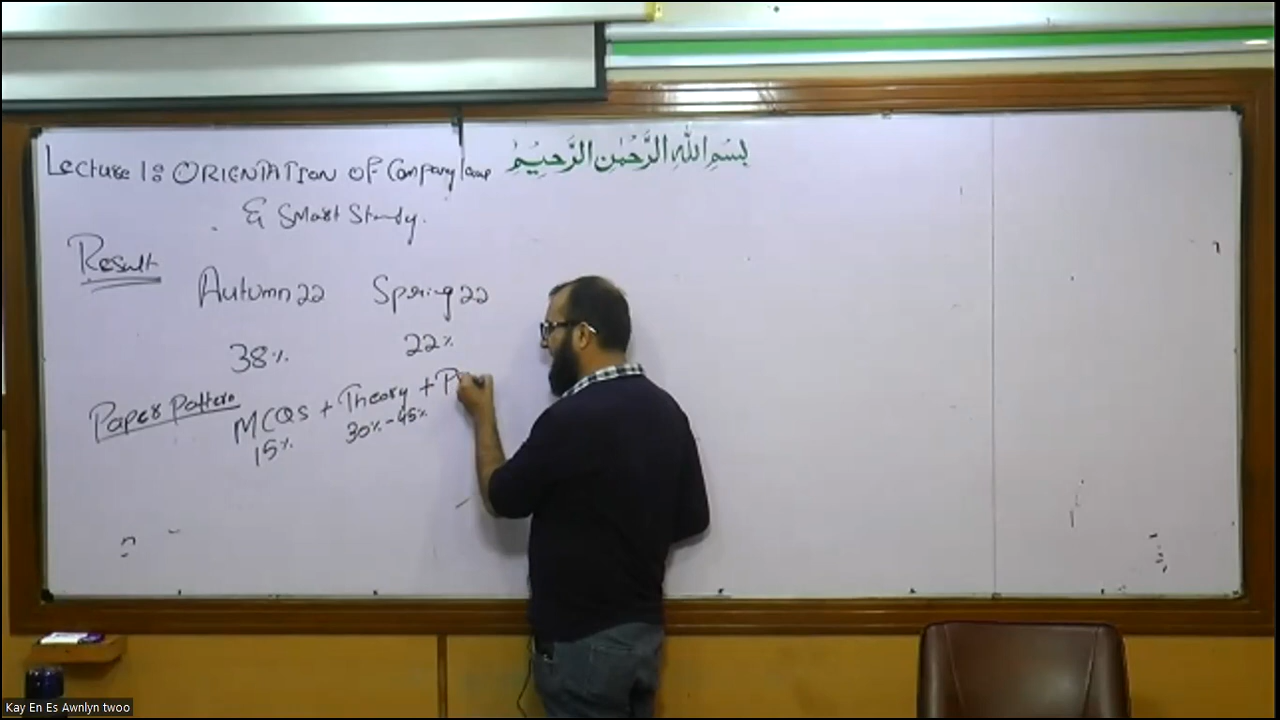 Lecture 1: ORIENTATION OF Company law
بِسْمِ اللهِ الرَّحْمٰنِ الرَّحِيْمِ
& Smart Study.
Result
Autumn 22 Spring 22
38% 22%
Paper Pattern MCQS + Theory + P
15% 30% - 45%
Kay En Es Awnlyn twoo